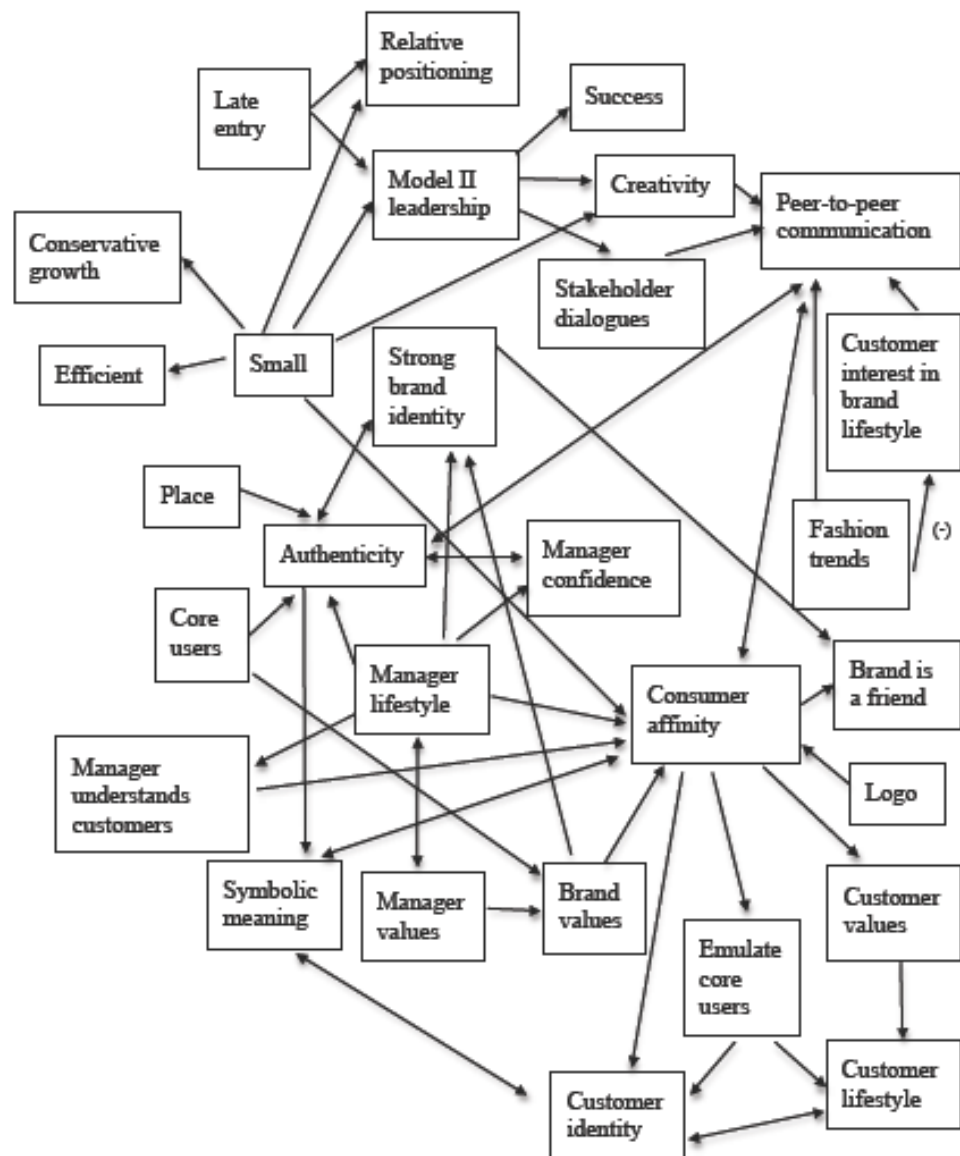 Relative
positioning
Late
entry
Success
Model II
leadership
Creativity
Peer-to-peer
communication
Conservative
growth
Stakeholder
dialogues
Efficient
Small
Strong
brand
identity
Customer
interest in
brand
lifestyle
Place
Authenticity
Manager
confidence
Fashion
trends
(-)
Core
users
Manager
lifestyle
Consumer
affinity
Brand is
a friend
Manager
understands
customers
Logo
Symbolic
meaning
Manager
values
Brand
values
Customer
values
Emulate
core
users
Customer
identity
Customer
lifestyle